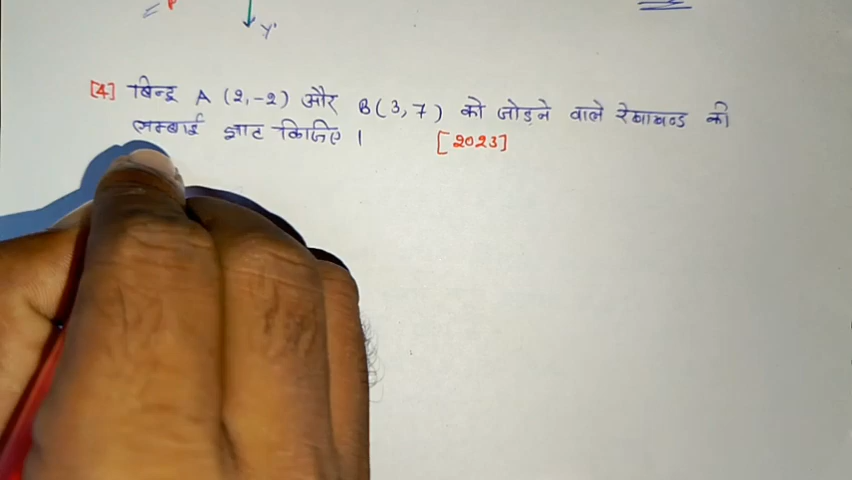 P
Y'
[4] बिन्दु A (2,-2) और B(3,7) को जोड़ने वाले रेखाखण्ड की
लम्बाई ज्ञाट किजिए । [2023]